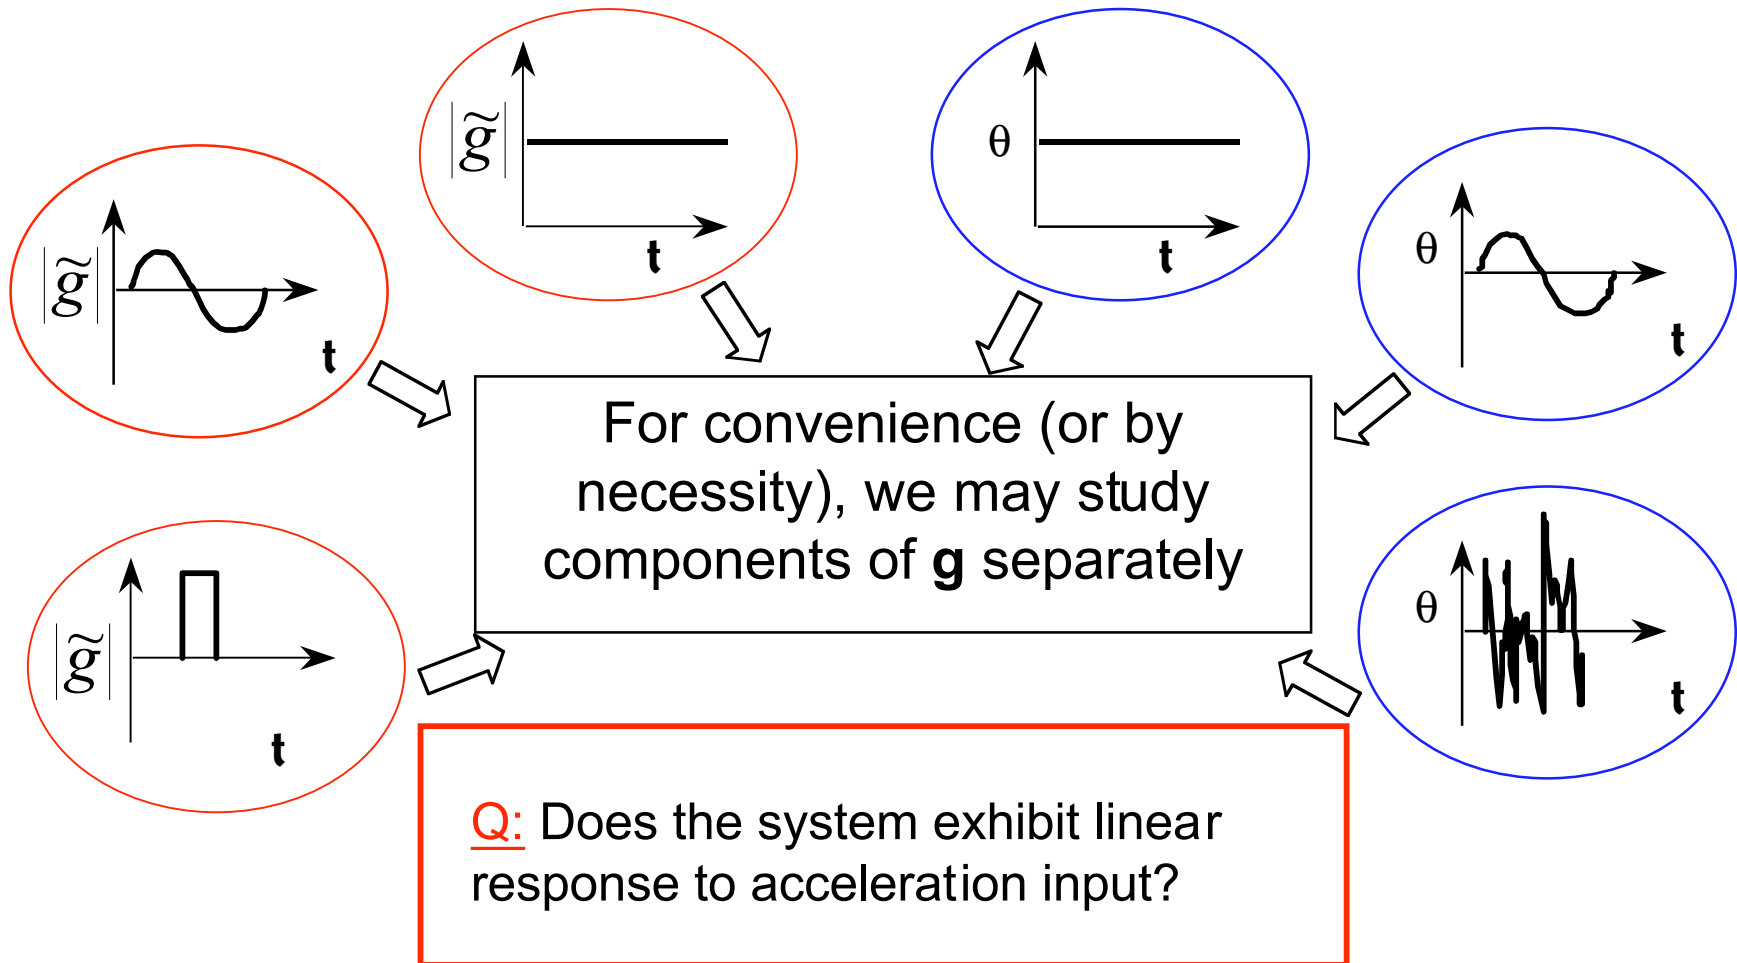 |g̃|
t
θ
t
|g̃|
t
θ
t
For convenience (or by
necessity), we may study
components of g separately
|g̃|
t
θ
t
Q: Does the system exhibit linear
response to acceleration input?